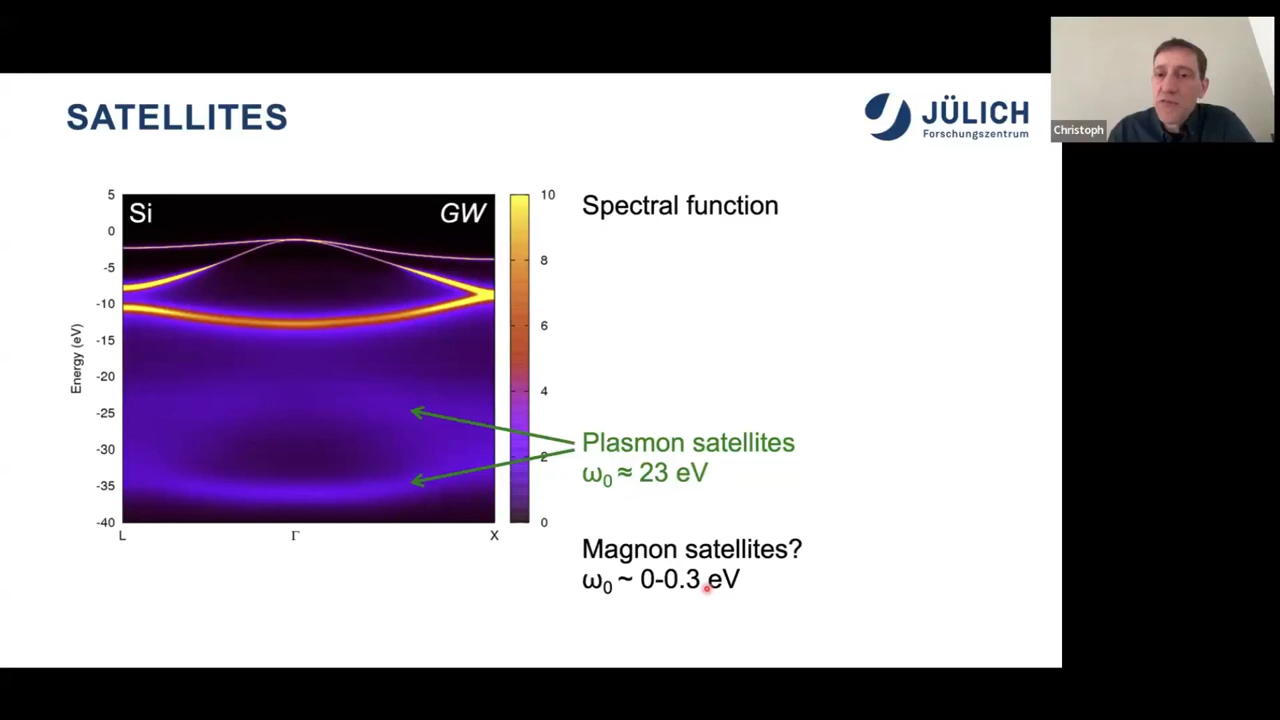 SATELLITES
JÜLICH
Forschungszentrum
Christoph
Si
GW
5
0
-5
-10
-15
-20
-25
-30
-35
-40
Energy (eV)
L
Γ
X
10
8
6
4
2
0
Spectral function
Plasmon satellites
ω₀ ≈ 23 eV
Magnon satellites?
ω₀ ~ 0-0.3 eV